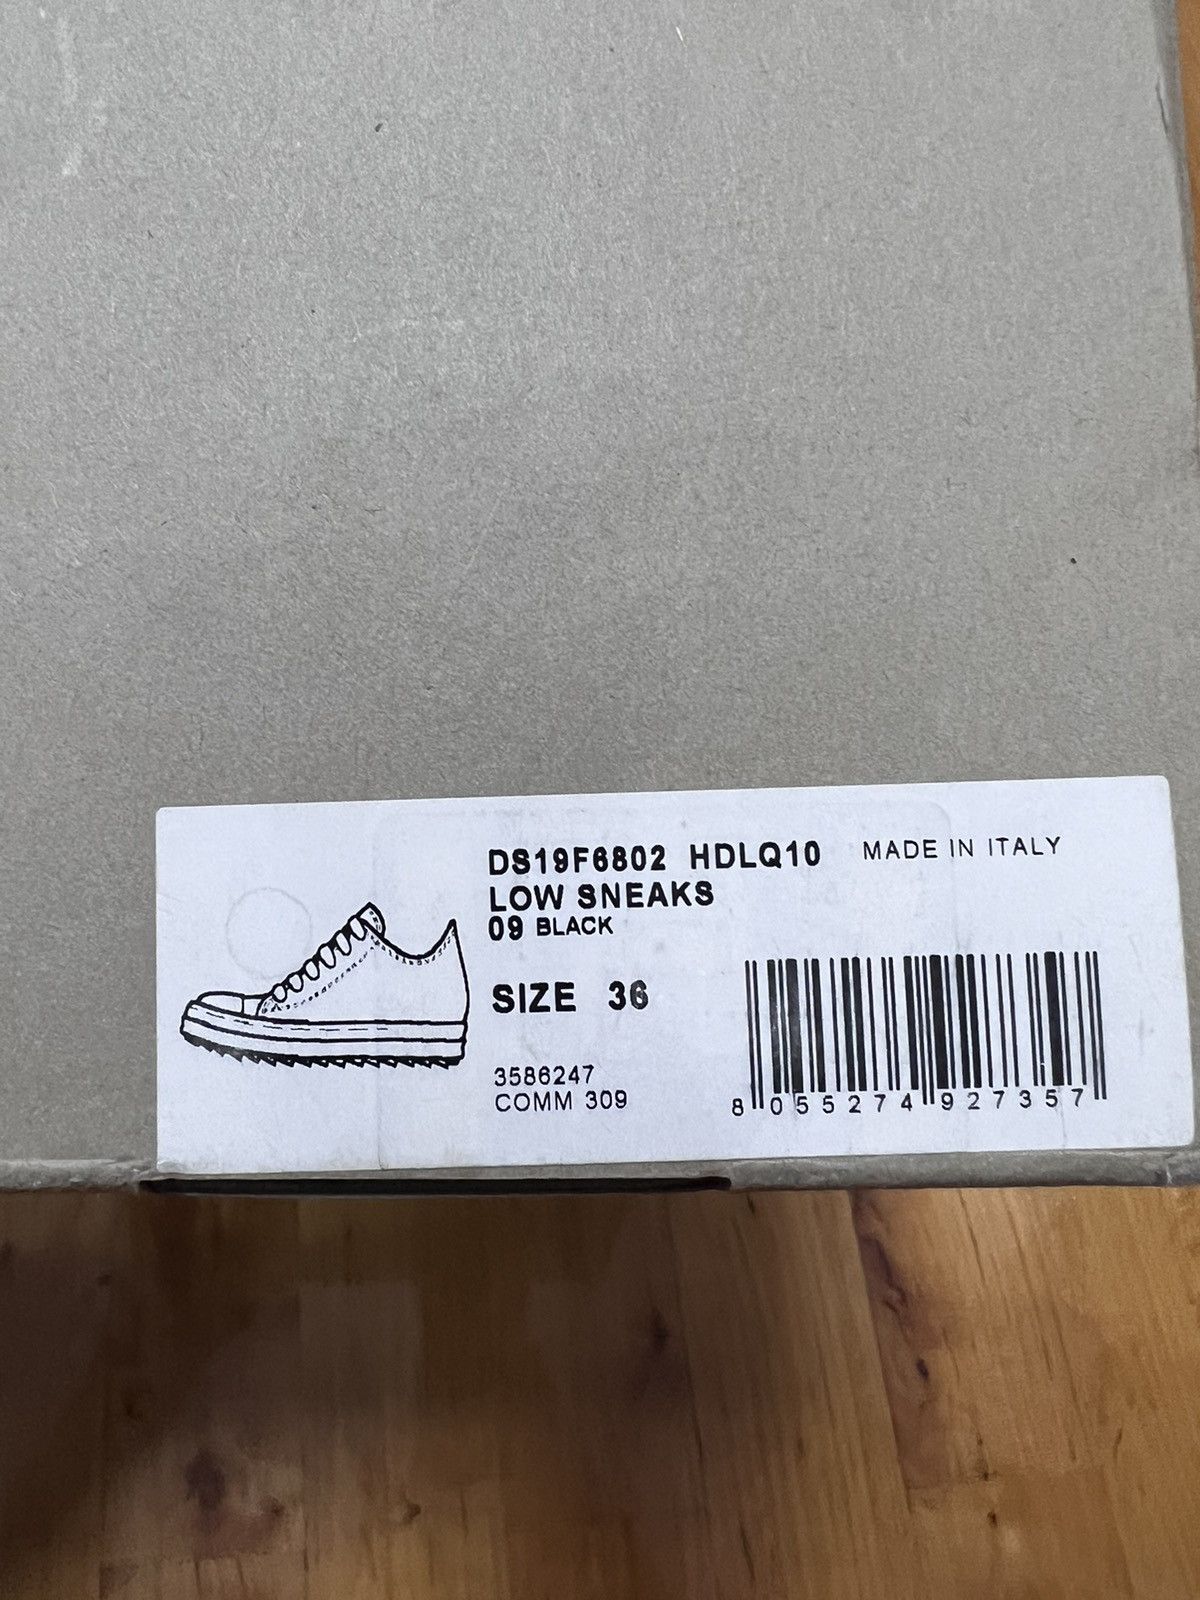 DS19F6802 HDLQ10 MADE IN ITALY
LOW SNEAKS
09 BLACK
SIZE 36
3586247
COMM 309
8 055274 927357